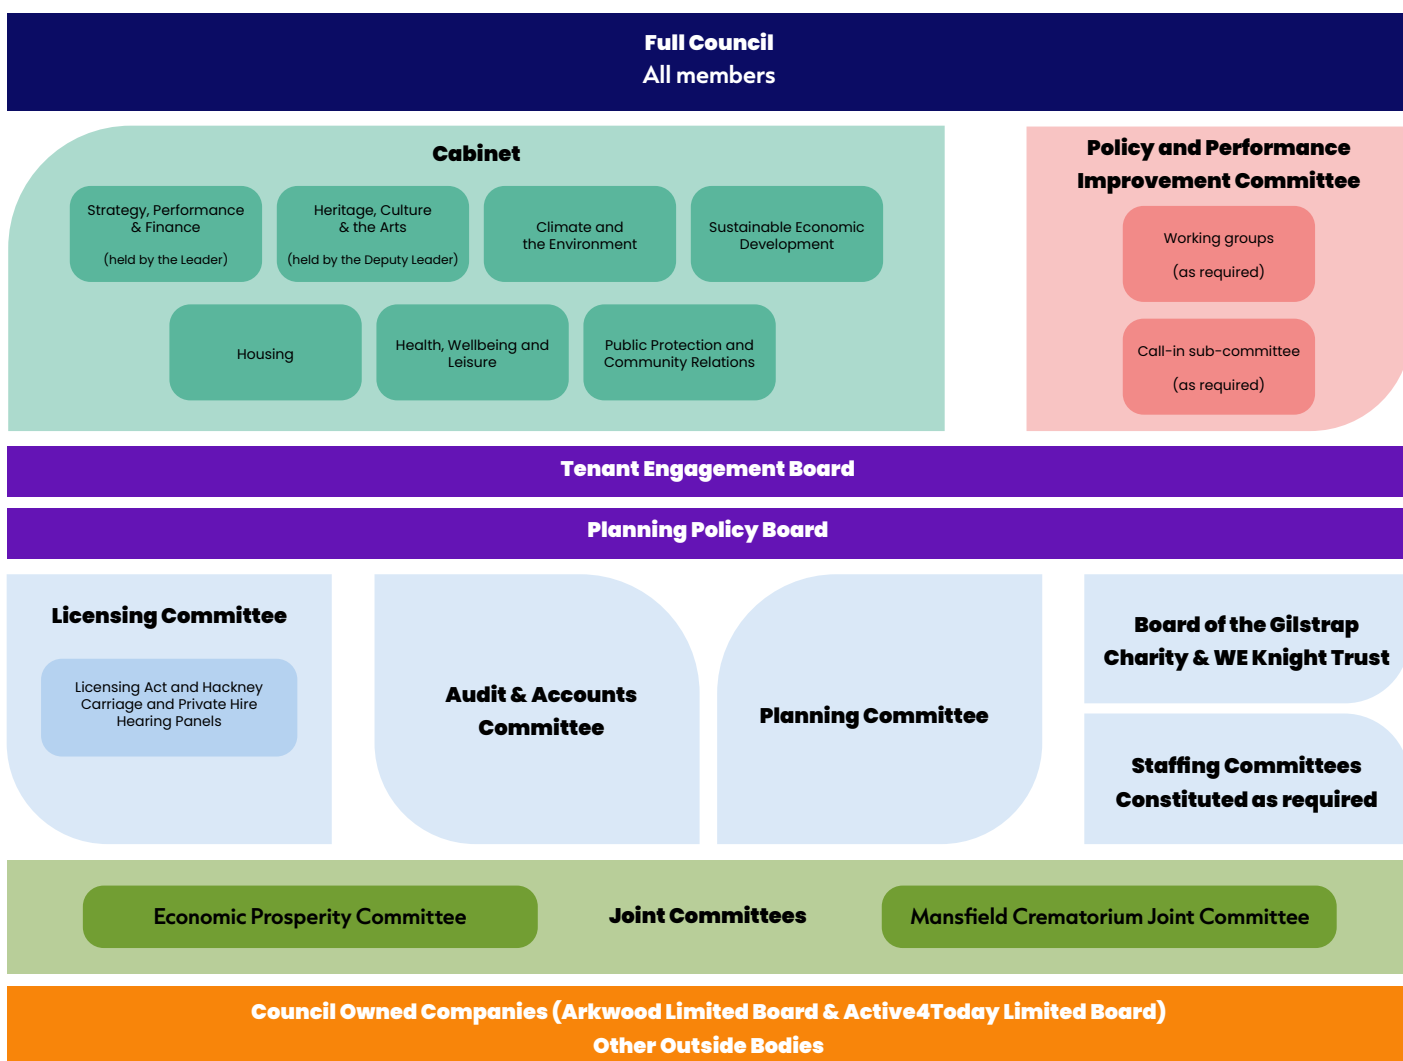 Full Council
All members
Cabinet
Strategy, Performance
& Finance
(held by the Leader)
Heritage, Culture
& the Arts
(held by the Deputy Leader)
Climate and
the Environment
Sustainable Economic
Development
Housing
Health, Wellbeing and
Leisure
Public Protection and
Community Relations
Policy and Performance
Improvement Committee
Working groups
(as required)
Call-in sub-committee
(as required)
Tenant Engagement Board
Planning Policy Board
Licensing Committee
Licensing Act and Hackney
Carriage and Private Hire
Hearing Panels
Audit & Accounts
Committee
Planning Committee
Board of the Gilstrap
Charity & WE Knight Trust
Staffing Committees
Constituted as required
Economic Prosperity Committee
Joint Committees
Mansfield Crematorium Joint Committee
Council Owned Companies (Arkwood Limited Board & Active4Today Limited Board)
Other Outside Bodies